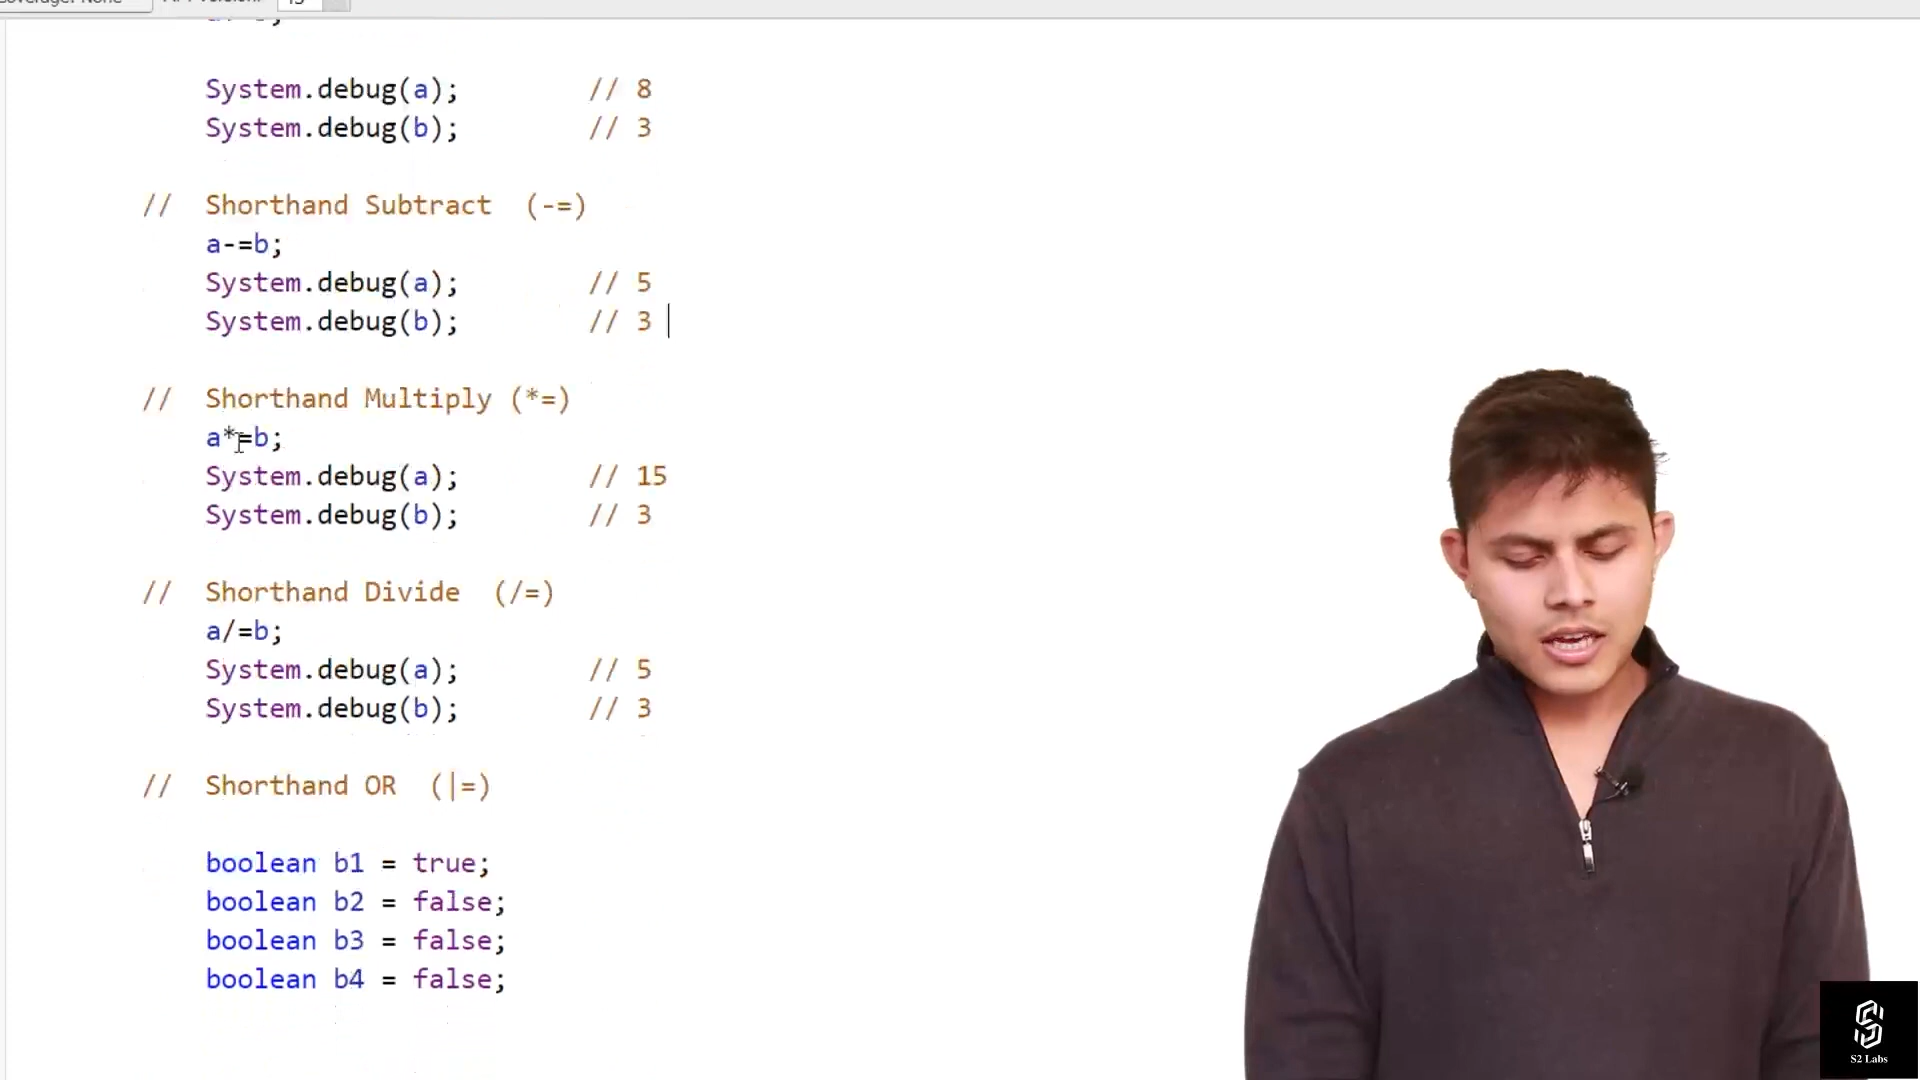 System.debug(a); // 8
System.debug(b); // 3
// Shorthand Subtract (-=)
a-=b;
System.debug(a); // 5
System.debug(b); // 3
// Shorthand Multiply (*=)
a*=b;
System.debug(a); // 15
System.debug(b); // 3
// Shorthand Divide (/=)
a/=b;
System.debug(a); // 5
System.debug(b); // 3
// Shorthand OR (|=)
boolean b1 = true;
boolean b2 = false;
boolean b3 = false;
boolean b4 = false;
S2 Labs